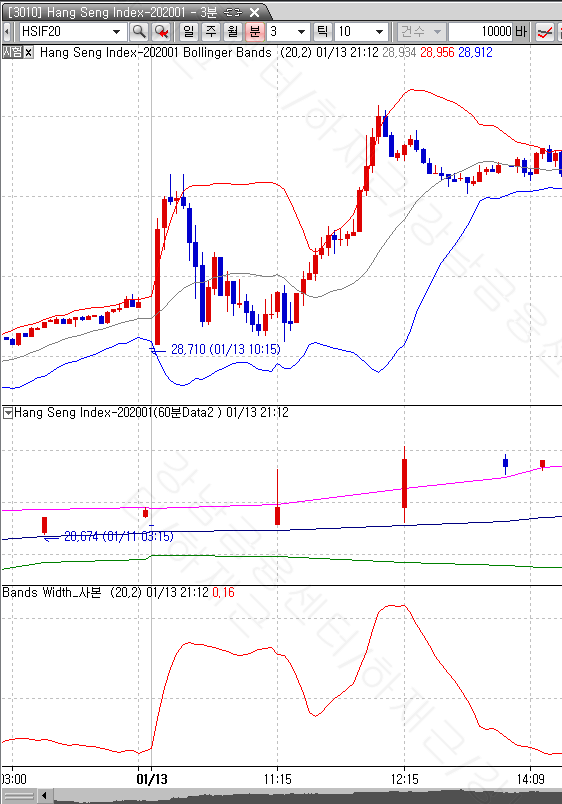 [3010] Hang Seng Index-202001 - 3분
HSIF20 일 주 월 분 3 틱 10 건수 10000 바
시험 Hang Seng Index-202001 Bollinger Bands (20,2) 01/13 21:12 28,934 28,956 28,912
28,710 (01/13 10:15)
Hang Seng Index-202001(60분Data2 ) 01/13 21:12
28,674 (01/11 03:15)
Bands Width_사본 (20,2) 01/13 21:12 0.16
03:00 01/13 11:15 12:15 14:09